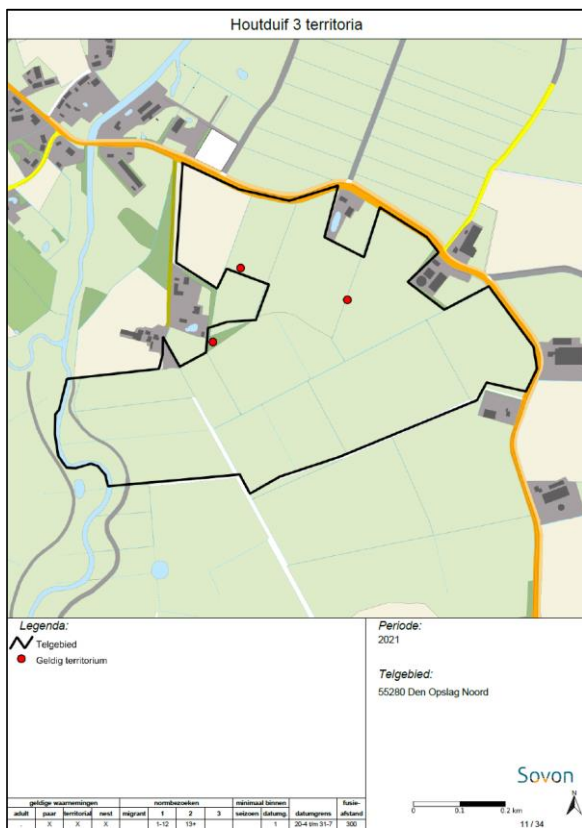 Houtduif 3 territoria
Legenda:
Telgebied
Geldig territorium
Periode:
2021
Telgebied:
55280 Den Opslag Noord
Sovon
N
0 0.1 0.2 km
11 / 34
geldige waarnemingen normbezoeken minimaal binnen fusie-
adult paar territorial nest migrant 1 2 3 seizoen datumg. datumgrens afstand
. X X X 1-12 13+ 1 20-4 t/m 31-7 300